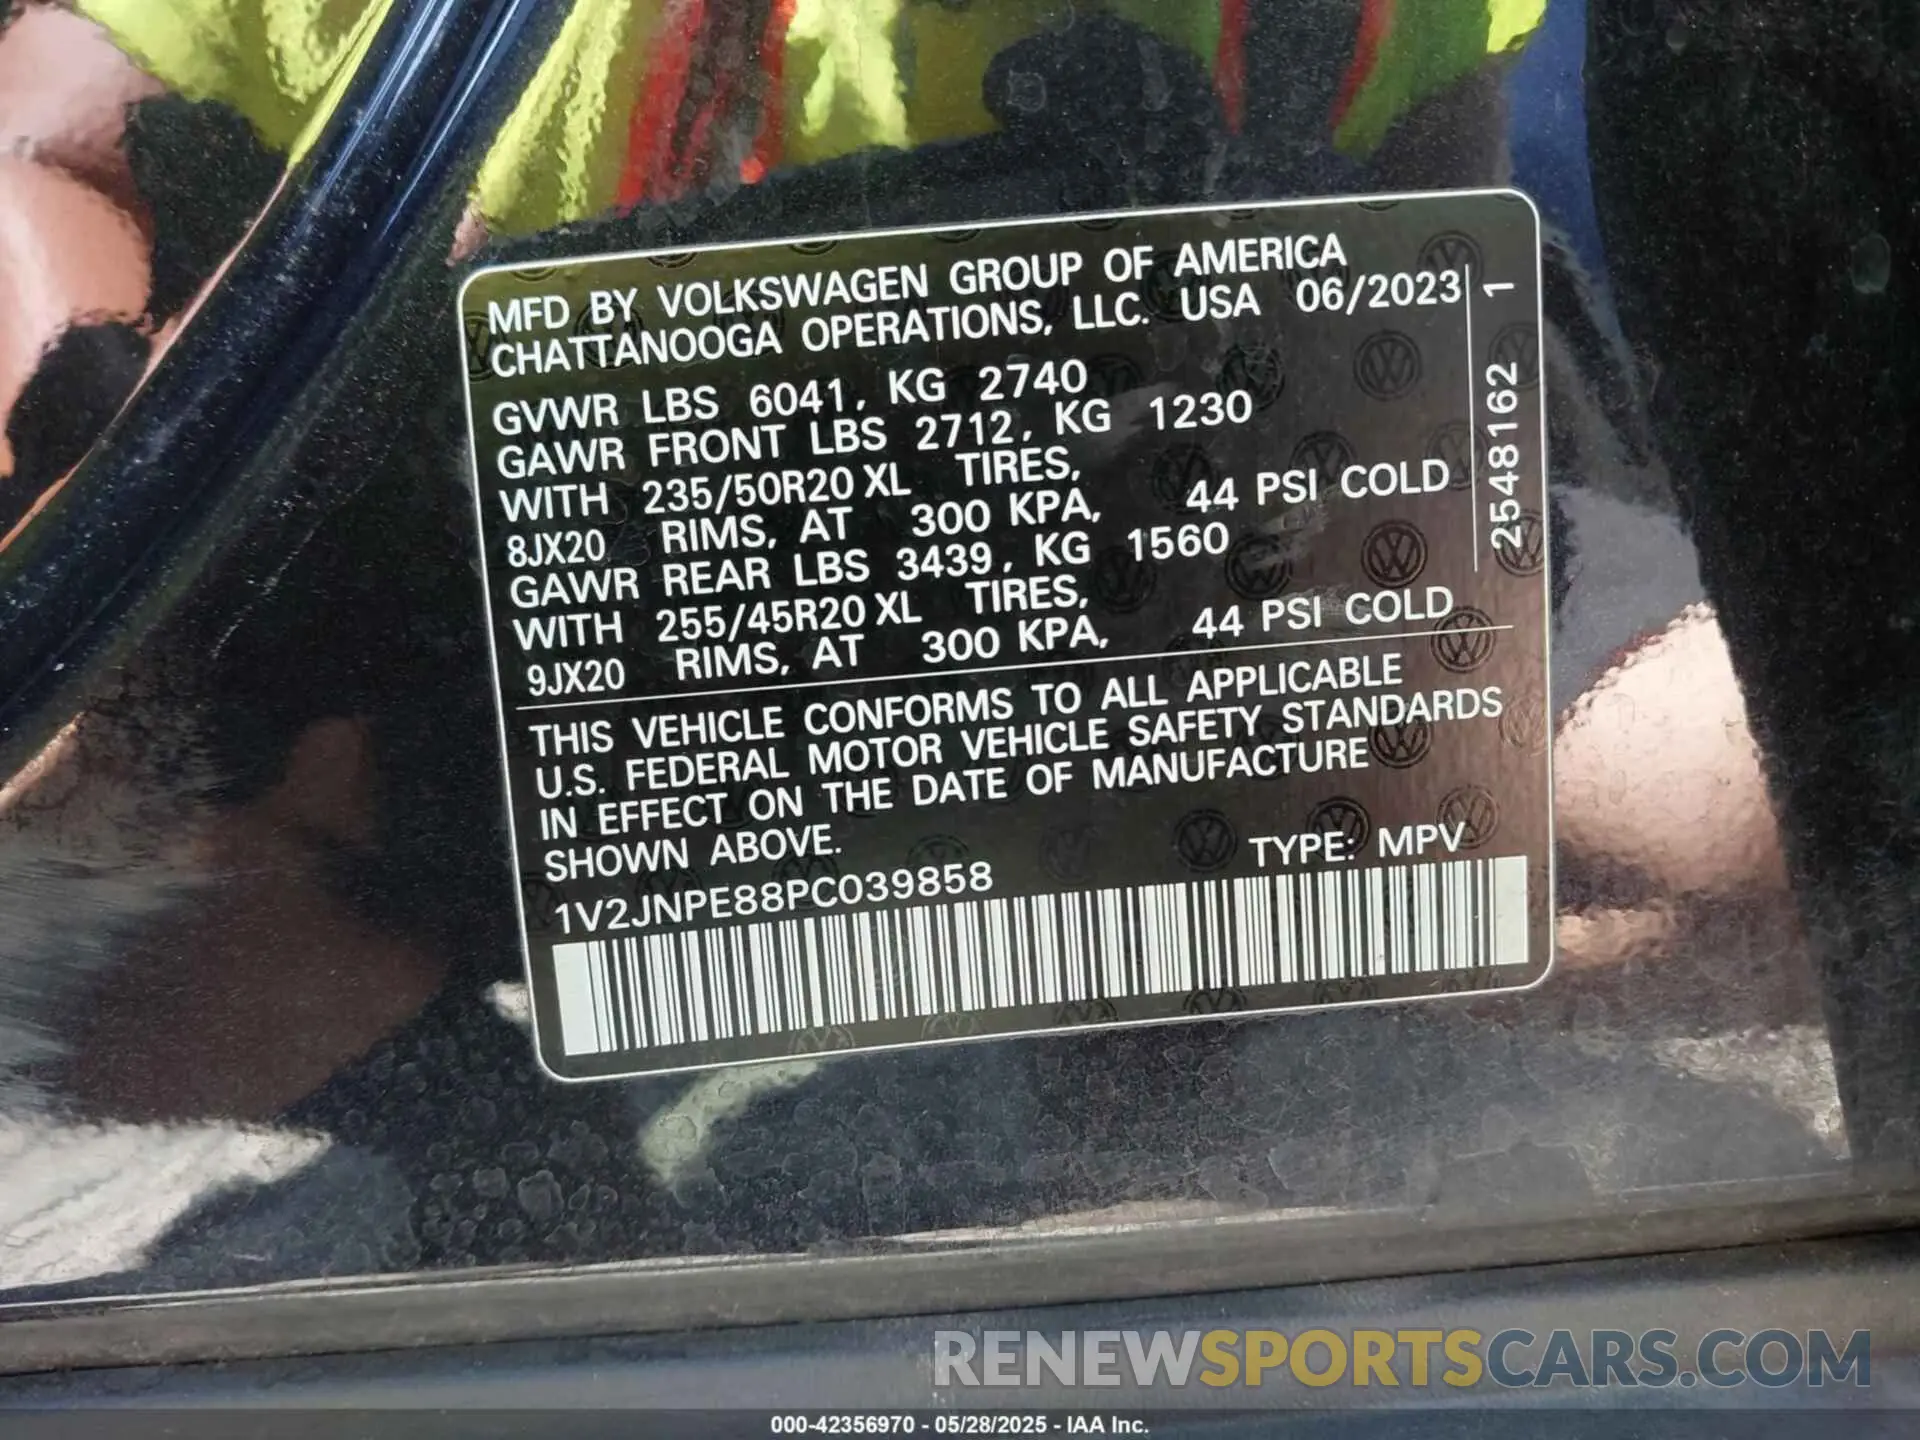 MFD BY VOLKSWAGEN GROUP OF AMERICA
CHATTANOOGA OPERATIONS, LLC. USA 06/2023
GVWR LBS 6041, KG 2740
GAWR FRONT LBS 2712, KG 1230
WITH 235/50R20 XL TIRES,
8JX20 RIMS, AT 300 KPA, 44 PSI COLD
GAWR REAR LBS 3439, KG 1560
WITH 255/45R20 XL TIRES,
9JX20 RIMS, AT 300 KPA, 44 PSI COLD
2548162 1
THIS VEHICLE CONFORMS TO ALL APPLICABLE
U.S. FEDERAL MOTOR VEHICLE SAFETY STANDARDS
IN EFFECT ON THE DATE OF MANUFACTURE
SHOWN ABOVE.
1V2JNPE88PC039858 TYPE: MPV
RENEWSPORTSCARS.COM
000-42356970 - 05/28/2025 - IAA Inc.